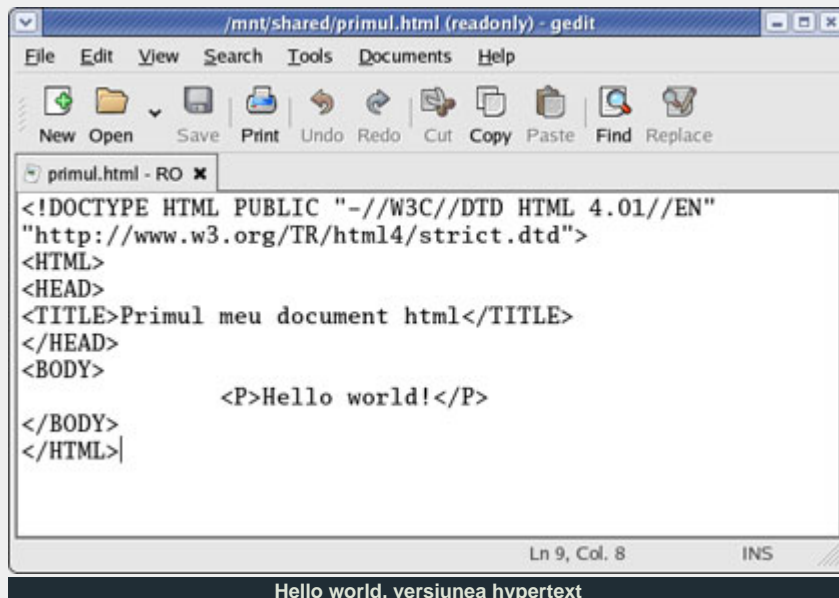 /mnt/shared/primul.html (readonly) - gedit
File Edit View Search Tools Documents Help
New Open Save Print Undo Redo Cut Copy Paste Find Replace
primul.html - RO
<!DOCTYPE HTML PUBLIC "-//W3C//DTD HTML 4.01//EN"
"http://www.w3.org/TR/html4/strict.dtd">
<HTML>
<HEAD>
<TITLE>Primul meu document html</TITLE>
</HEAD>
<BODY>
<P>Hello world!</P>
</BODY>
</HTML>
Ln 9, Col. 8 INS
Hello world, versiunea hypertext